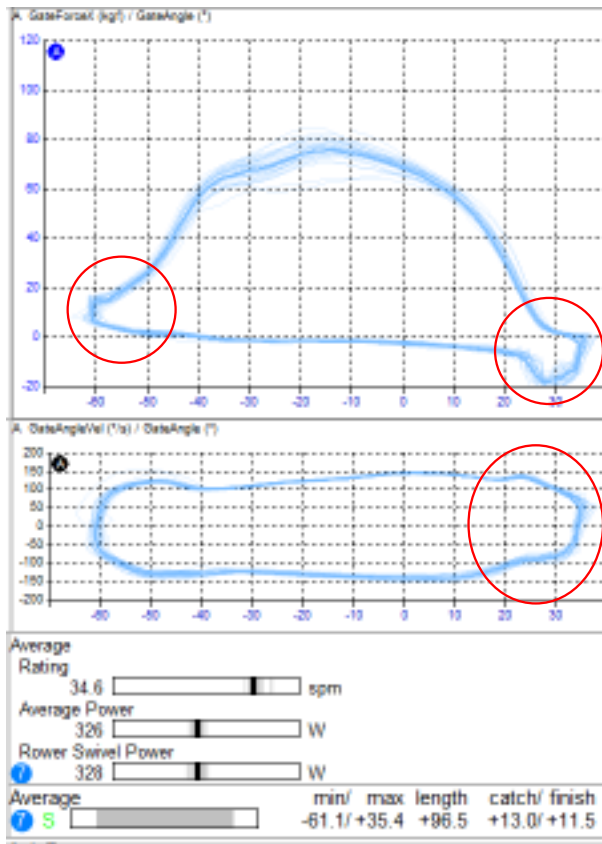 A GateForceX (kgf) / GateAngle (°)
A
120
100
80
60
40
20
0
-20
-60 -50 -40 -30 -20 -10 0 10 20 30
A GateAngleVel (°/s) / GateAngle (°)
A
200
150
100
50
0
-50
-100
-150
-200
-60 -50 -40 -30 -20 -10 0 10 20 30
Average
Rating
34.6 spm
Average Power
326 W
Rower Swivel Power
7 328 W
Average min/ max length catch/ finish
7 S -61.1/ +35.4 +96.5 +13.0/ +11.5